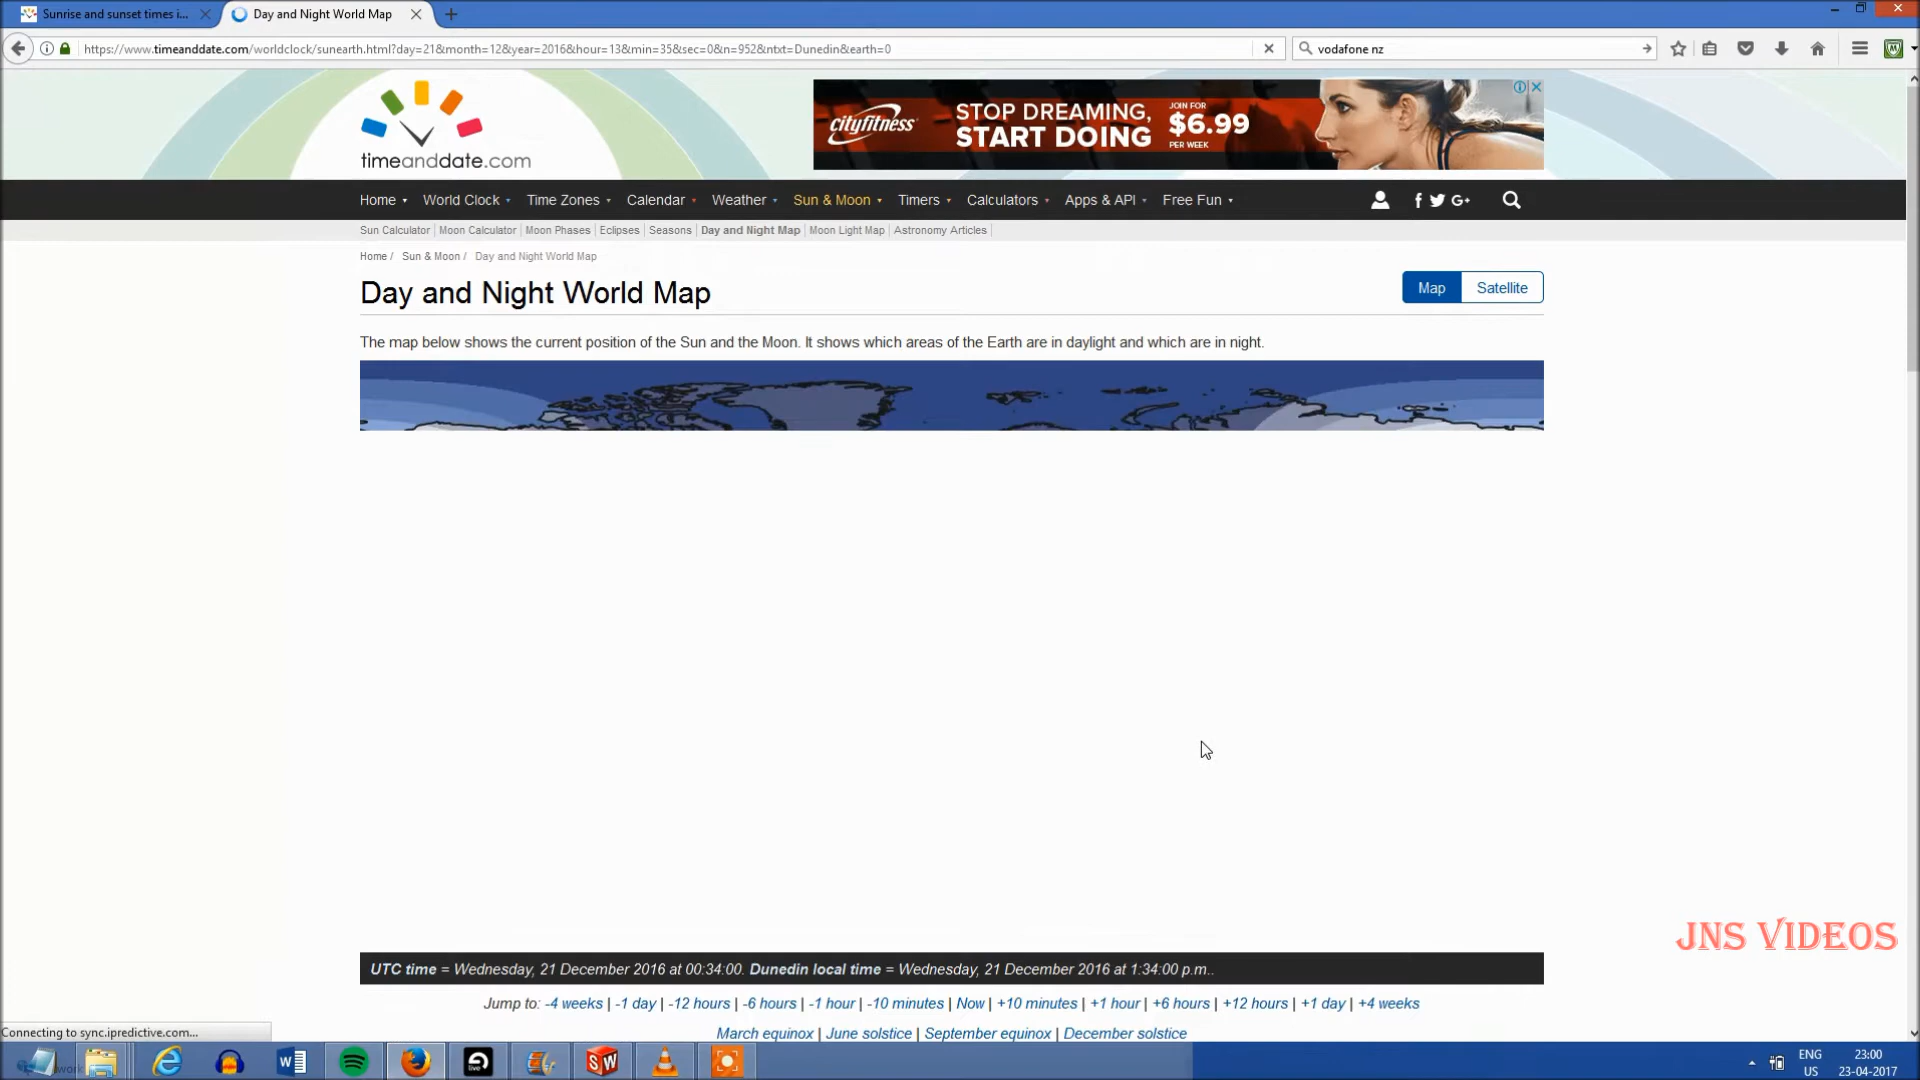 Sunrise and sunset times i...
Day and Night World Map
https://www.timeanddate.com/worldclock/sunearth.html?day=21&month=12&year=2016&hour=13&min=35&sec=0&n=952&ntxt=Dunedin&earth=0
vodafone nz
timeanddate.com
cityfitness
STOP DREAMING,
START DOING
JOIN FOR
$6.99
PER WEEK
Home World Clock Time Zones Calendar Weather Sun & Moon Timers Calculators Apps & API Free Fun
Sun Calculator Moon Calculator Moon Phases Eclipses Seasons Day and Night Map Moon Light Map Astronomy Articles
Home / Sun & Moon / Day and Night World Map
Day and Night World Map
Map Satellite
The map below shows the current position of the Sun and the Moon. It shows which areas of the Earth are in daylight and which are in night.
JNS VIDEOS
UTC time = Wednesday, 21 December 2016 at 00:34:00. Dunedin local time = Wednesday, 21 December 2016 at 1:34:00 p.m..
Jump to: -4 weeks | -1 day | -12 hours | -6 hours | -1 hour | -10 minutes | Now | +10 minutes | +1 hour | +6 hours | +12 hours | +1 day | +4 weeks
March equinox | June solstice | September equinox | December solstice
Connecting to sync.ipredictive.com...
live
SW
ENG
US
23:00
23-04-2017